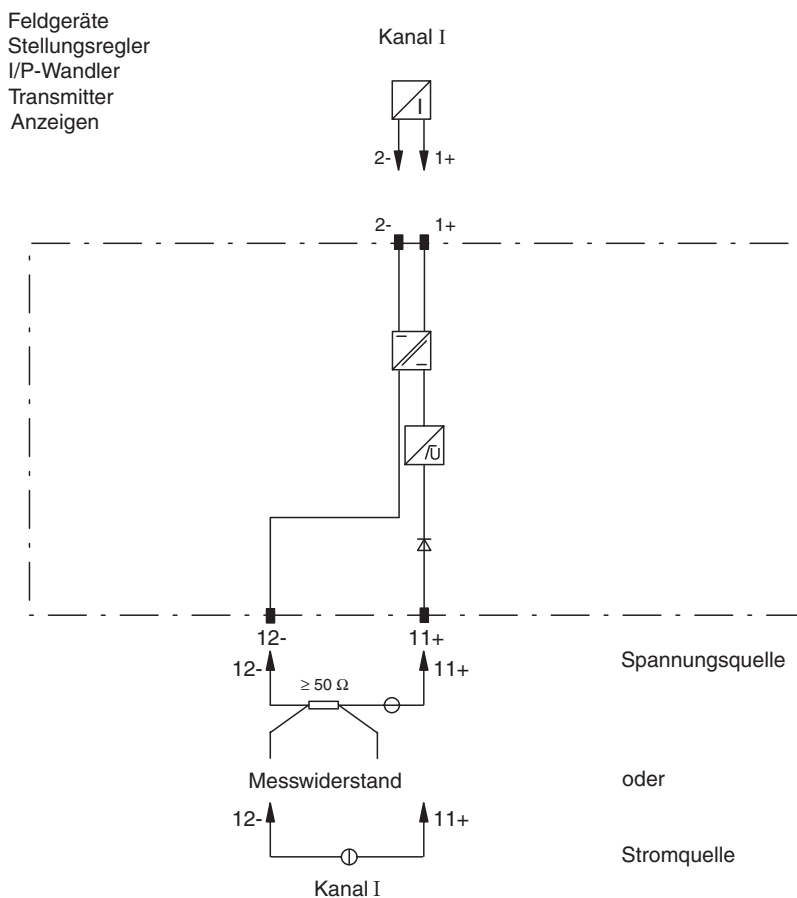 Feldgeräte
Stellungsregler
I/P-Wandler
Transmitter
Anzeigen
Kanal I
I
2- 1+
2- 1+
/Ū
12- 11+
12- 11+
Spannungsquelle
≥ 50 Ω
Messwiderstand
oder
12- 11+
Stromquelle
Kanal I